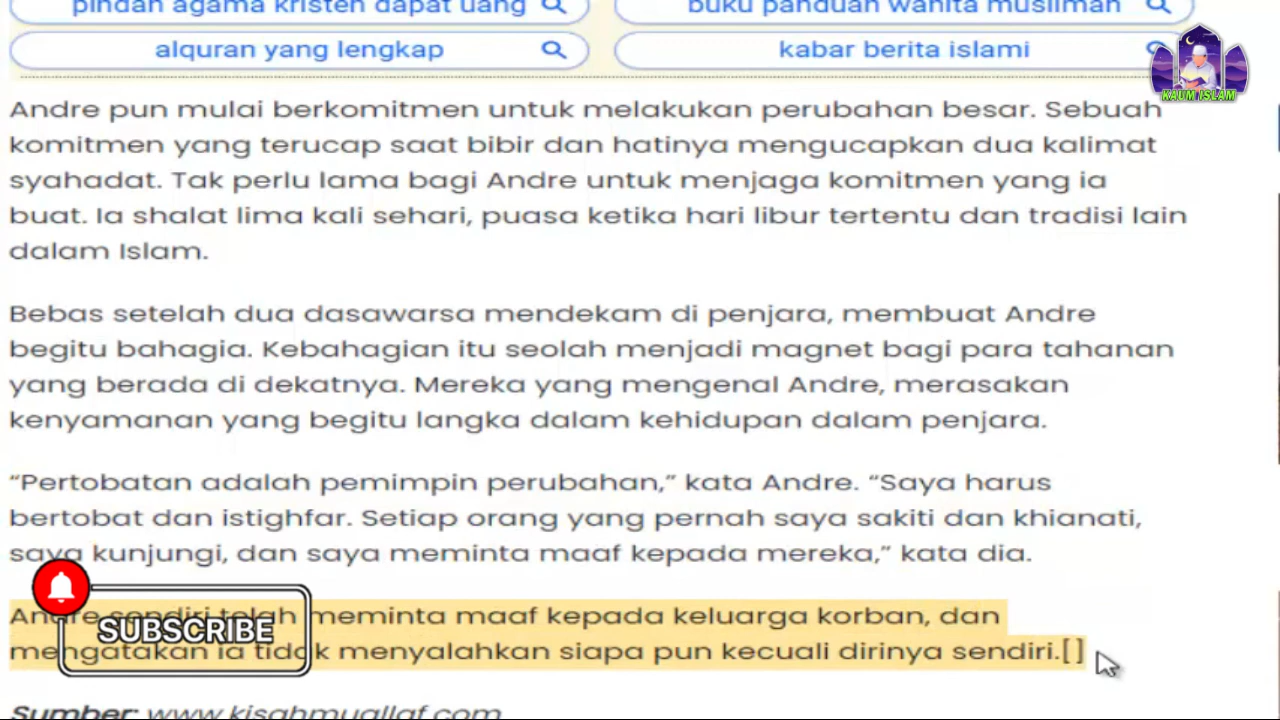 pindah agama kristen dapat uang
buku panduan wanita muslimah
alquran yang lengkap
kabar berita islami
KAUM ISLAM
Andre pun mulai berkomitmen untuk melakukan perubahan besar. Sebuah
komitmen yang terucap saat bibir dan hatinya mengucapkan dua kalimat
syahadat. Tak perlu lama bagi Andre untuk menjaga komitmen yang ia
buat. Ia shalat lima kali sehari, puasa ketika hari libur tertentu dan tradisi lain
dalam Islam.
Bebas setelah dua dasawarsa mendekam di penjara, membuat Andre
begitu bahagia. Kebahagian itu seolah menjadi magnet bagi para tahanan
yang berada di dekatnya. Mereka yang mengenal Andre, merasakan
kenyamanan yang begitu langka dalam kehidupan dalam penjara.
“Pertobatan adalah pemimpin perubahan,” kata Andre. “Saya harus
bertobat dan istighfar. Setiap orang yang pernah saya sakiti dan khianati,
saya kunjungi, dan saya meminta maaf kepada mereka,” kata dia.
Andre sendiri telah meminta maaf kepada keluarga korban, dan
SUBSCRIBE
mengatakan ia tidak menyalahkan siapa pun kecuali dirinya sendiri.[]
Sumber: www.kisahmuallaf.com